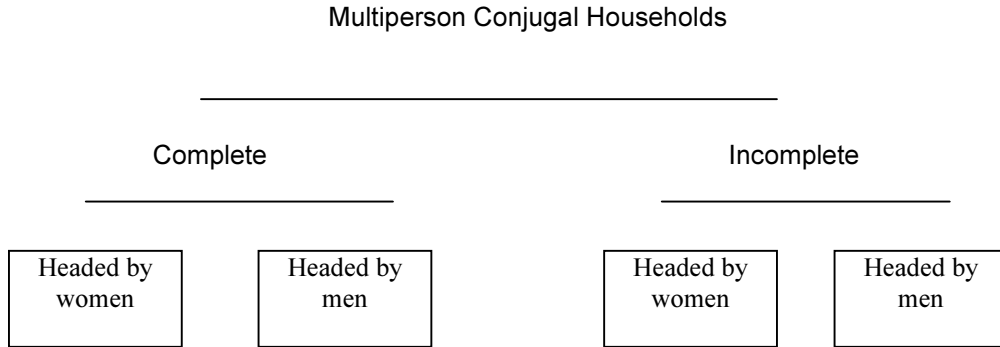 Multiperson Conjugal Households
Complete
Incomplete
Headed by
women
Headed by
men
Headed by
women
Headed by
men